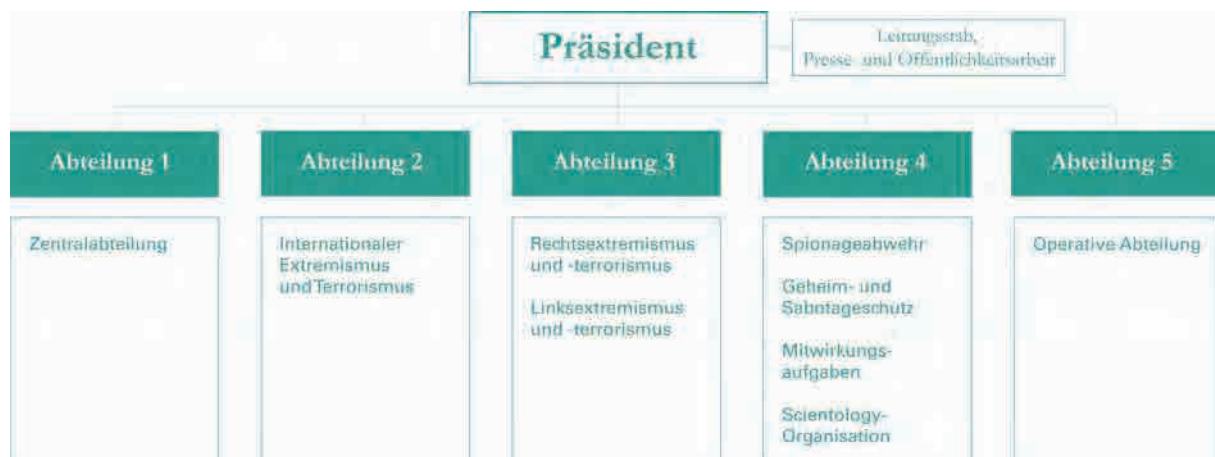 Präsident
Leitungsstab,
Presse- und Öffentlichkeitsarbeit
Abteilung 1
Abteilung 2
Abteilung 3
Abteilung 4
Abteilung 5
Zentralabteilung
Internationaler
Extremismus
und Terrorismus
Rechtsextremismus
und -terrorismus
Linksextremismus
und -terrorismus
Spionageabwehr
Geheim- und
Sabotageschutz
Mitwirkungs-
aufgaben
Scientology-
Organisation
Operative Abteilung